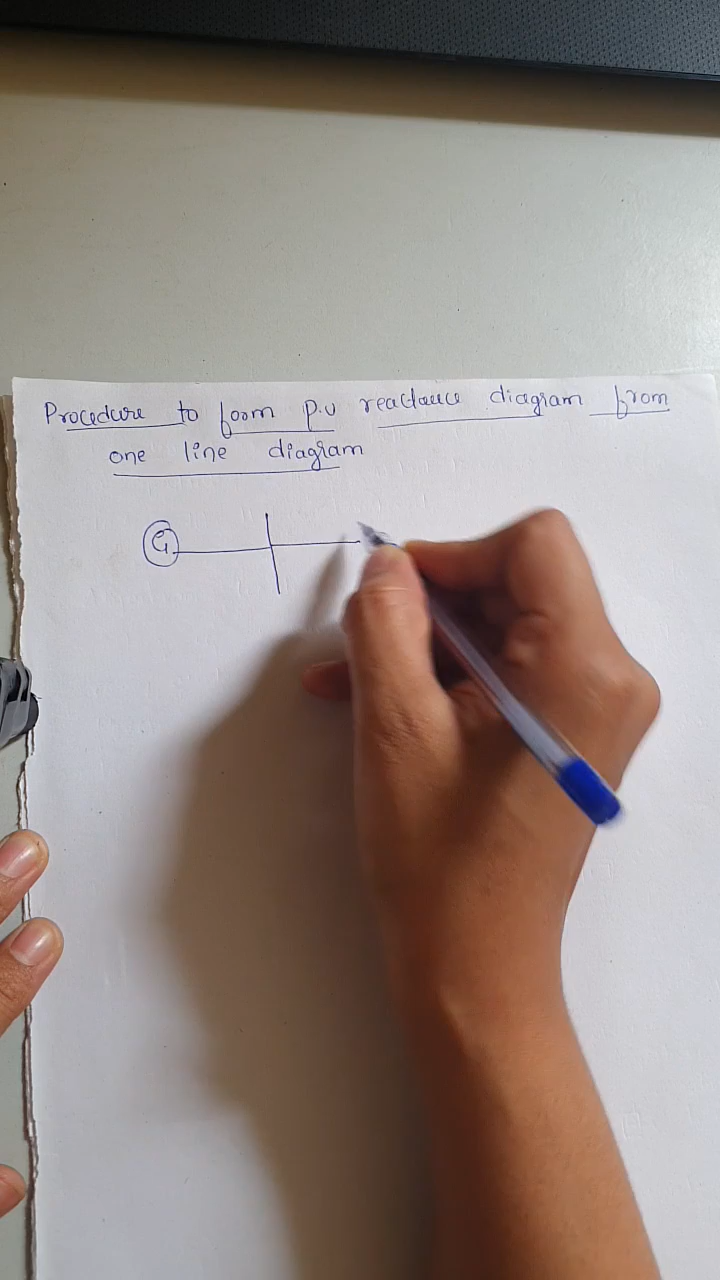 Procedure to form p.u reactance diagram from
one line diagram
G